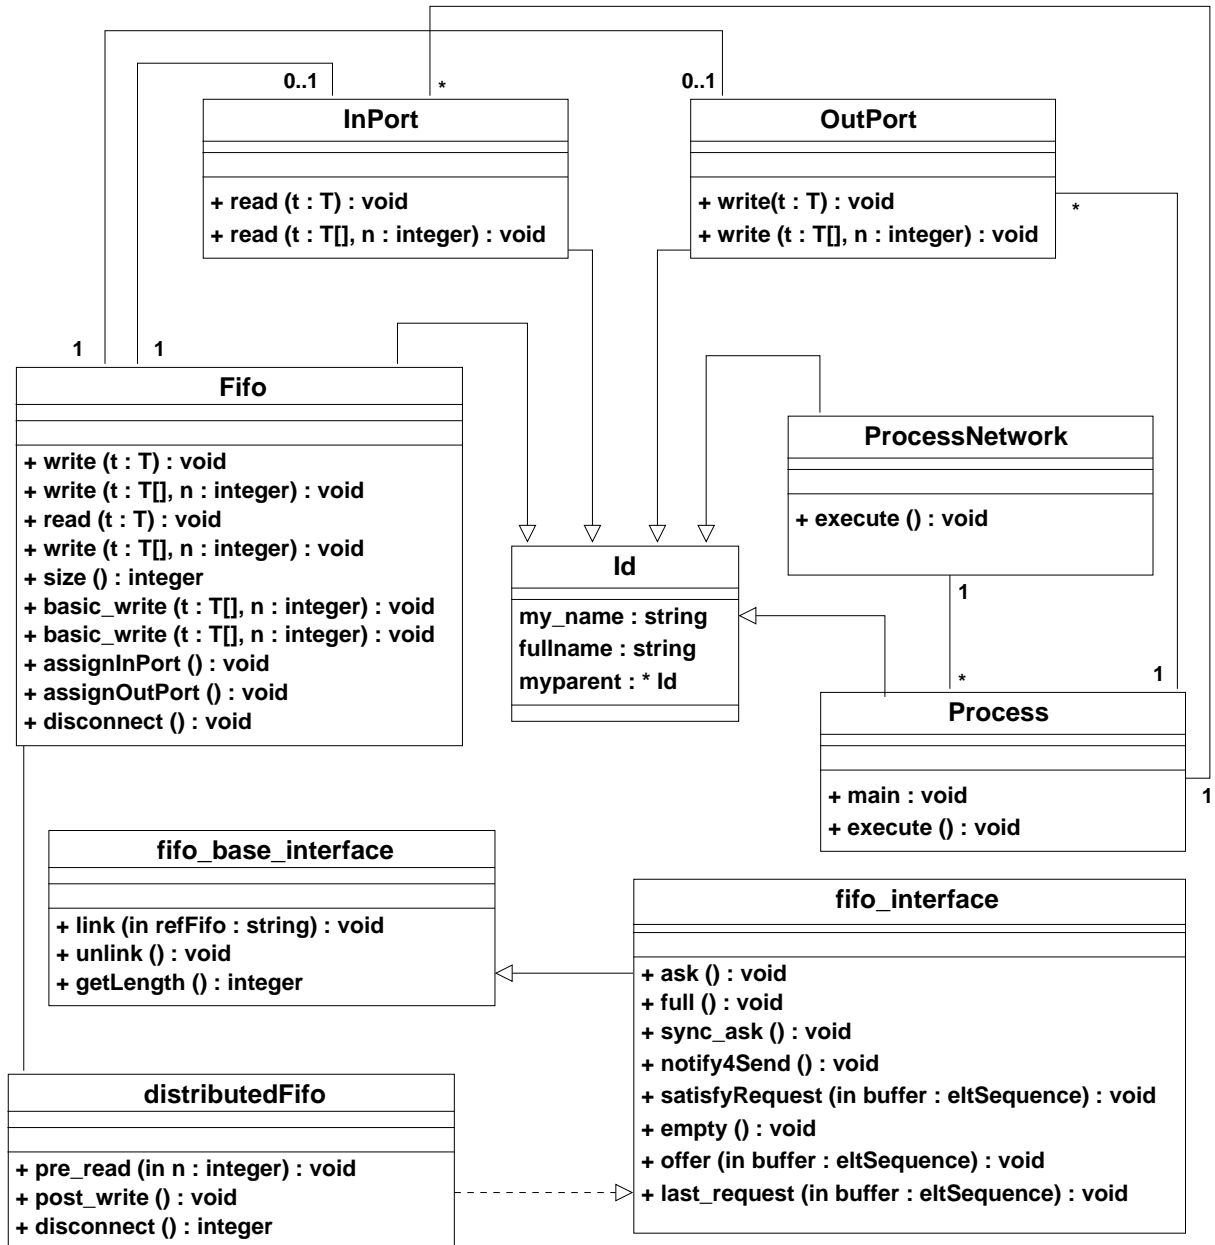 0..1
*
0..1
InPort
+ read (t : T) : void
+ read (t : T[], n : integer) : void
OutPort
+ write(t : T) : void
+ write (t : T[], n : integer) : void
*
1
1
Fifo
+ write (t : T) : void
+ write (t : T[], n : integer) : void
+ read (t : T) : void
+ write (t : T[], n : integer) : void
+ size () : integer
+ basic_write (t : T[], n : integer) : void
+ basic_write (t : T[], n : integer) : void
+ assignInPort () : void
+ assignOutPort () : void
+ disconnect () : void
ProcessNetwork
+ execute () : void
1
*
1
Id
my_name : string
fullname : string
myparent : * Id
Process
+ main : void
+ execute () : void
1
fifo_base_interface
+ link (in refFifo : string) : void
+ unlink () : void
+ getLength () : integer
fifo_interface
+ ask () : void
+ full () : void
+ sync_ask () : void
+ notify4Send () : void
+ satisfyRequest (in buffer : eltSequence) : void
+ empty () : void
+ offer (in buffer : eltSequence) : void
+ last_request (in buffer : eltSequence) : void
distributedFifo
+ pre_read (in n : integer) : void
+ post_write () : void
+ disconnect () : integer